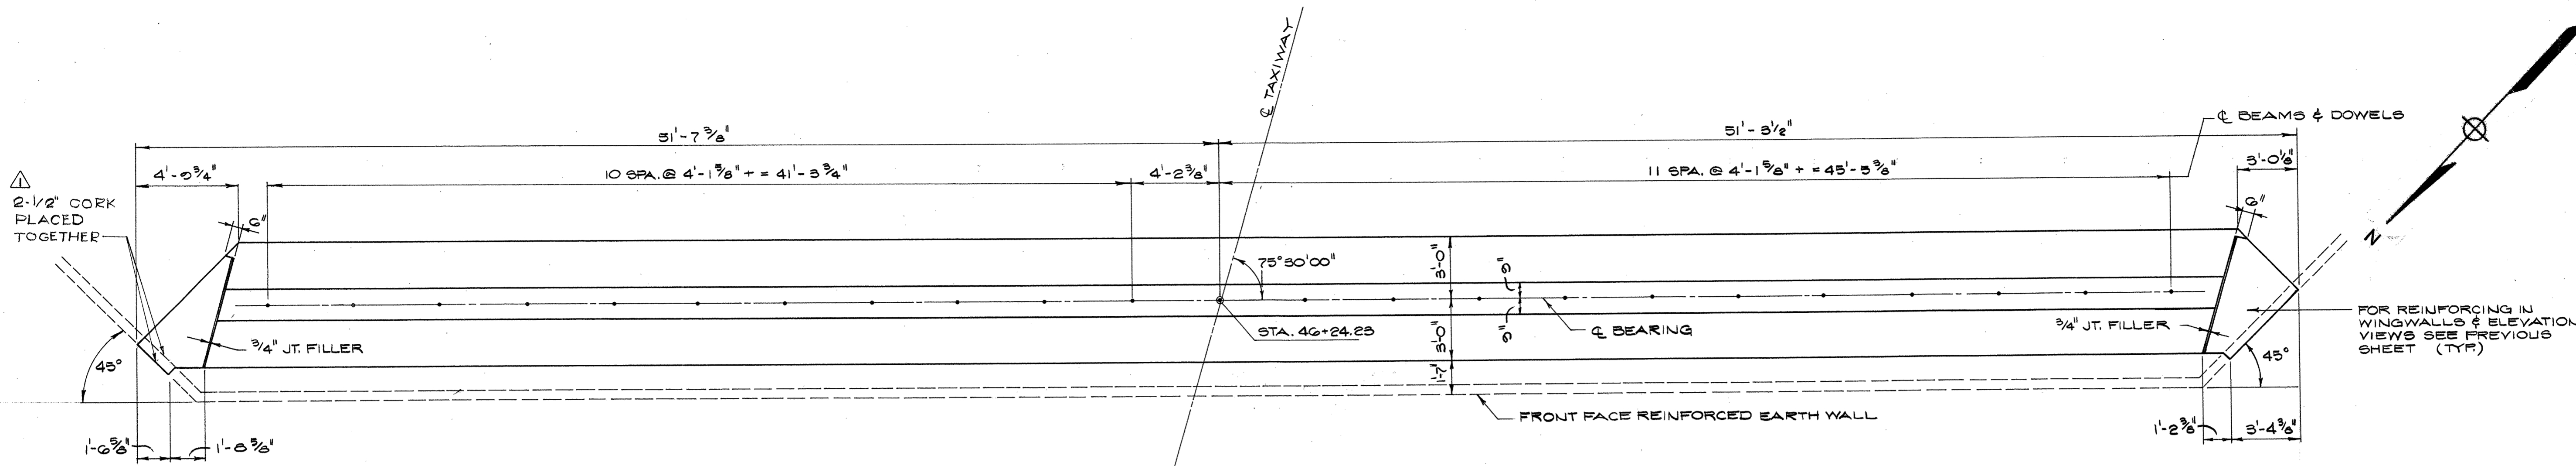 ℄ TAXIWAY
51'-7 3/8"
51'-3 1/2"
℄ BEAMS & DOWELS
4'-9 3/4"
10 SPA. @ 4'-1 5/8" + = 41'-3 3/4"
4'-2 3/8"
11 SPA. @ 4'-1 5/8" + = 45'-5 3/8"
3'-0 1/8"
1
2-1/2" CORK
PLACED
TOGETHER
6"
6"
N
75°30'00"
3'-0"
9"
9"
3'-0"
1'-7"
STA. 46+24.23
℄ BEARING
3/4" JT. FILLER
3/4" JT. FILLER
FOR REINFORCING IN
WINGWALLS & ELEVATION
VIEWS SEE PREVIOUS
SHEET (TYP.)
45°
45°
FRONT FACE REINFORCED EARTH WALL
1'-6 5/8"
1'-8 5/8"
1'-2 3/8"
3'-4 3/8"